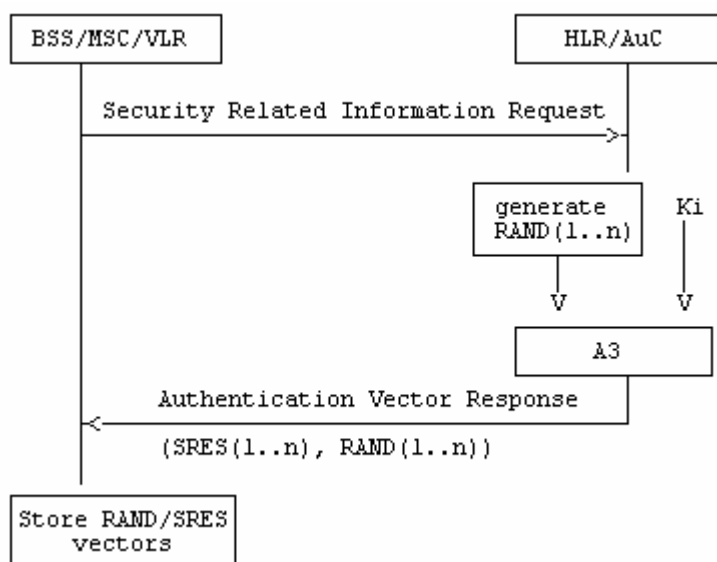 BSS/MSC/VLR
HLR/AuC
Security Related Information Request
generate
RAND(1..n)
Ki
A3
Authentication Vector Response
(SRES(1..n), RAND(1..n))
Store RAND/SRES
vectors